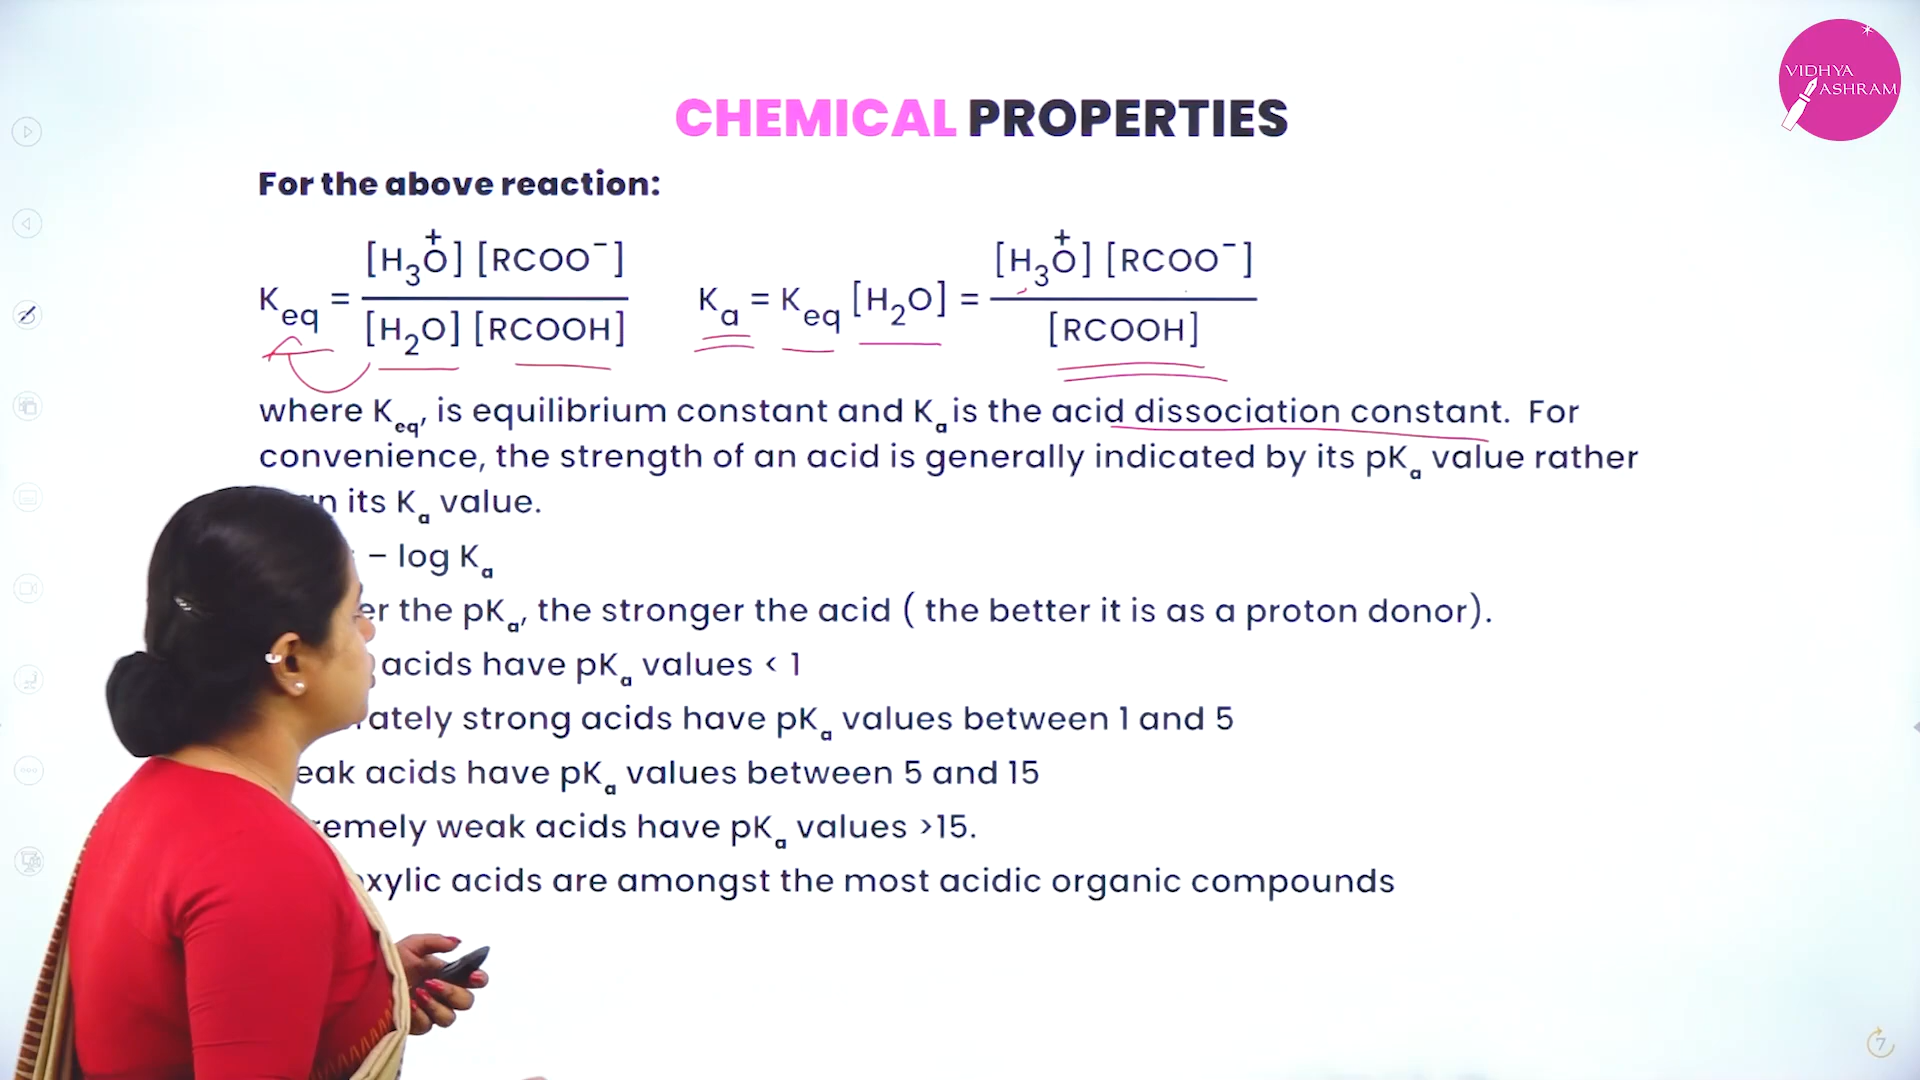 VIDHYA
ASHRAM
CHEMICAL PROPERTIES
For the above reaction:
Keq = [H3O+] [RCOO−] / [H2O] [RCOOH]   Ka = Keq [H2O] = [H3O+] [RCOO−] / [RCOOH]
where Keq, is equilibrium constant and Ka is the acid dissociation constant. For
convenience, the strength of an acid is generally indicated by its pKa value rather
its Ka value.
– log Ka
the pKa, the stronger the acid ( the better it is as a proton donor).
acids have pKa values < 1
strong acids have pKa values between 1 and 5
acids have pKa values between 5 and 15
weak acids have pKa values >15.
acids are amongst the most acidic organic compounds
7